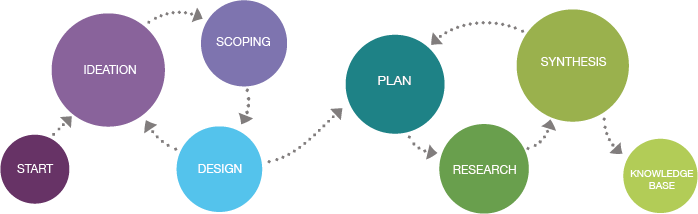 START
IDEATION
SCOPING
DESIGN
PLAN
RESEARCH
SYNTHESIS
KNOWLEDGE
BASE